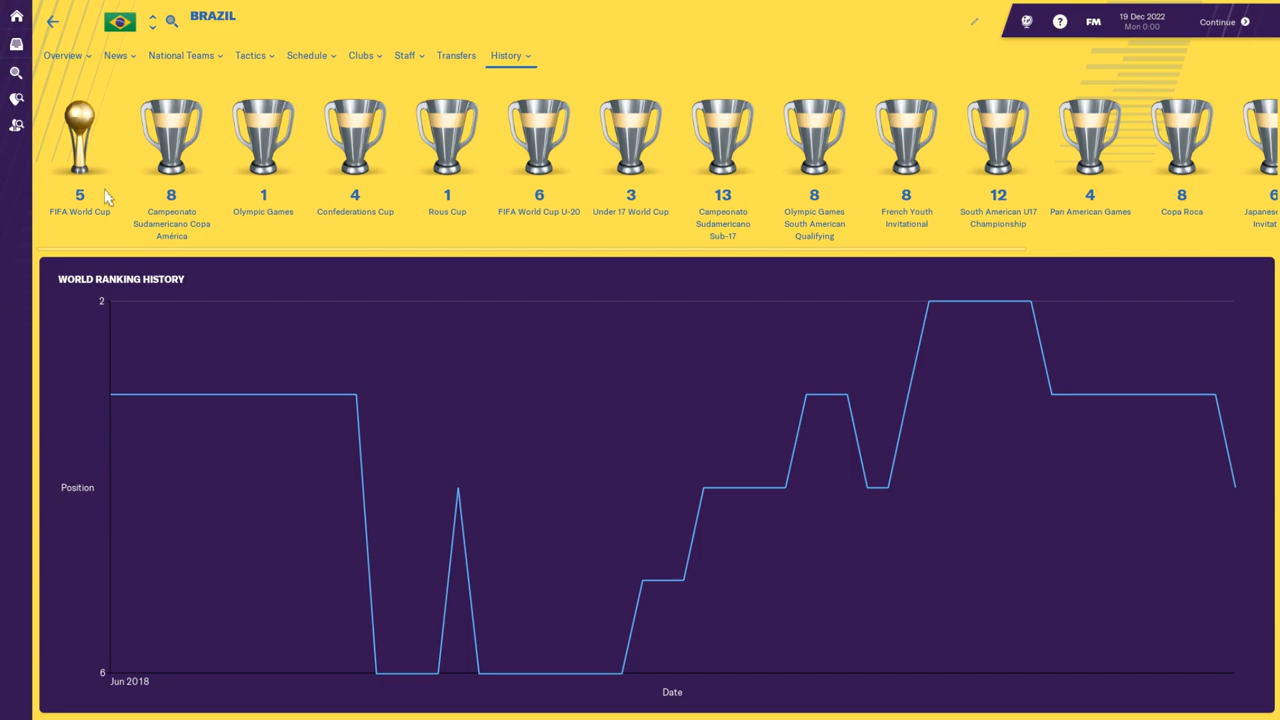 BRAZIL
19 Dec 2022
Mon 0:00
FM
Continue
Overview
News
National Teams
Tactics
Schedule
Clubs
Staff
Transfers
History
5
FIFA World Cup
8
Campeonato
Sudamericano Copa
América
1
Olympic Games
4
Confederations Cup
1
Rous Cup
6
FIFA World Cup U-20
3
Under 17 World Cup
13
Campeonato
Sudamericano
Sub-17
8
Olympic Games
South American
Qualifying
8
French Youth
Invitational
12
South American U17
Championship
4
Pan American Games
8
Copa Roca
6
Japanes
Invitat
WORLD RANKING HISTORY
2
Position
6
Jun 2018
Date